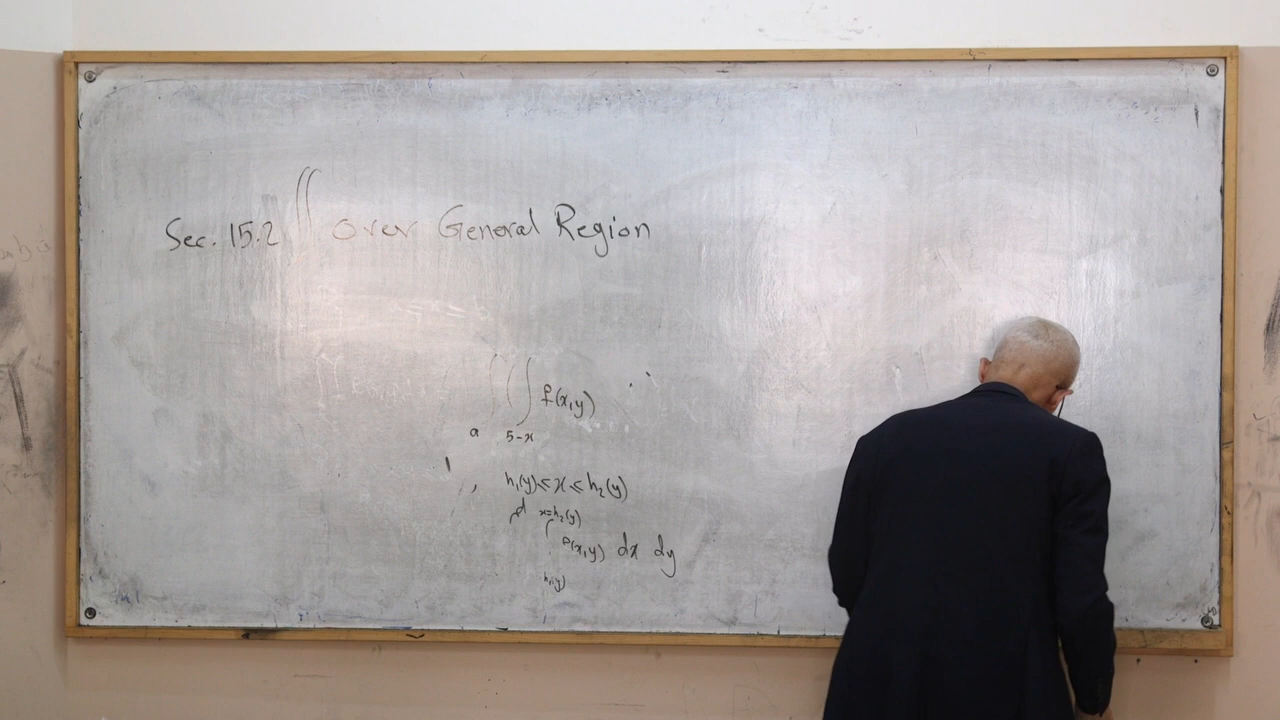 Sec. 15.2 ∬ over General Region
∫∫ f(x,y)
a 5-x
h₁(y) ≤ x ≤ h₂(y)
d x=h₂(y)
∫ f(x,y) dx dy
h₁(y)